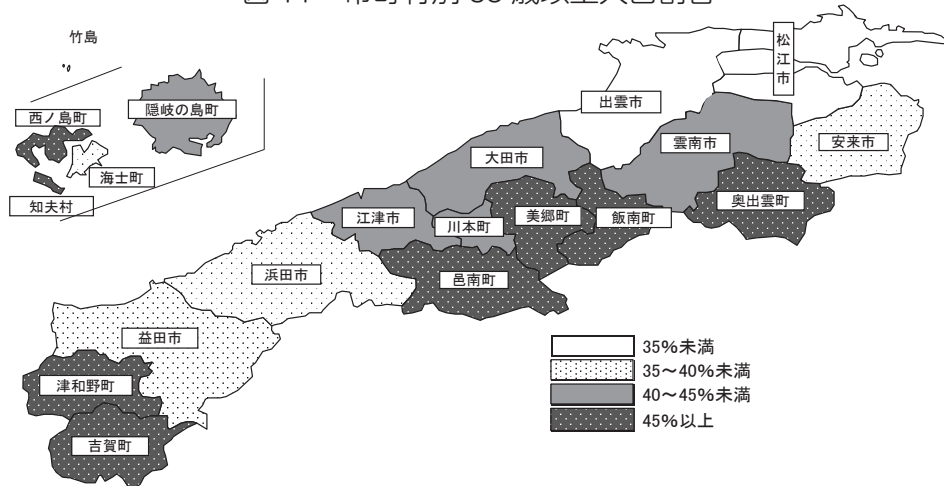 竹島
松江市
出雲市
隠岐の島町
西ノ島町
海士町
知夫村
安来市
雲南市
大田市
奥出雲町
飯南町
美郷町
川本町
江津市
邑南町
浜田市
益田市
津和野町
吉賀町
35%未満
35~40%未満
40~45%未満
45%以上